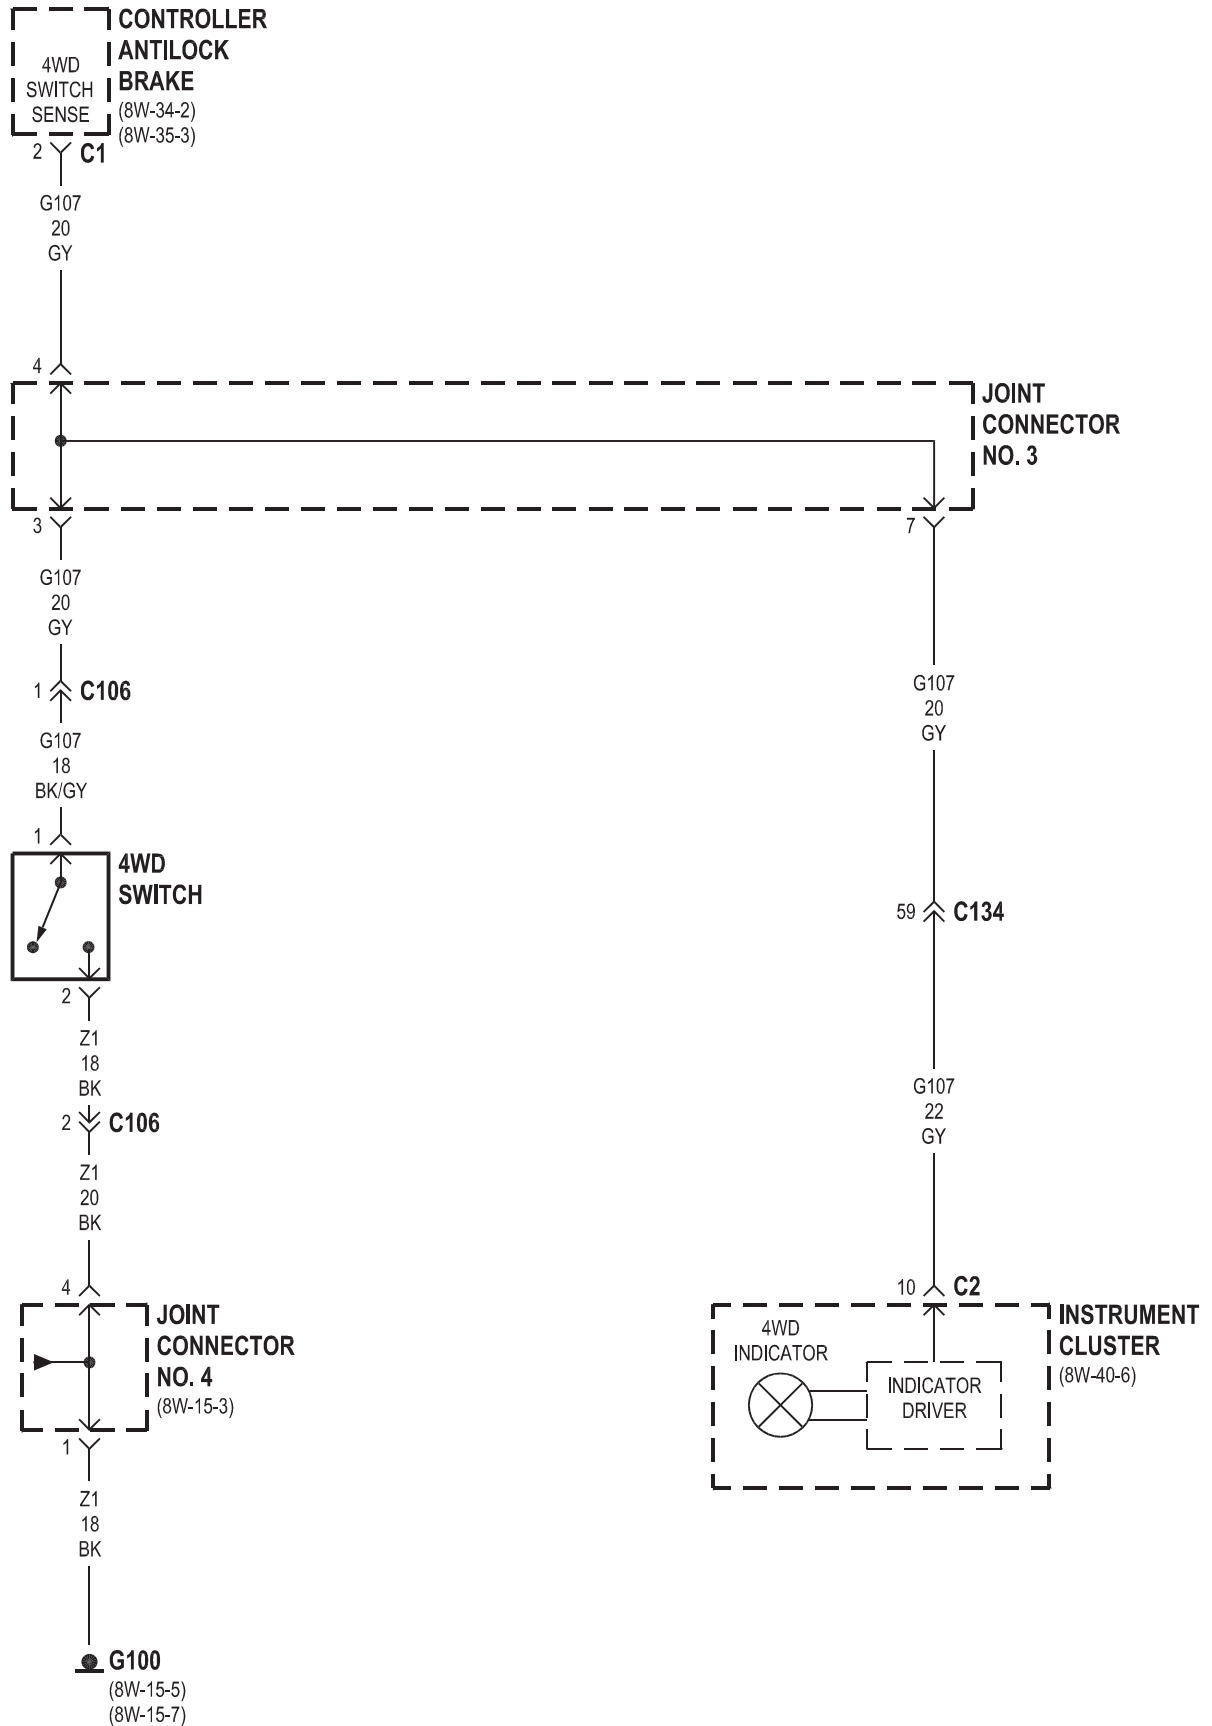 CONTROLLER
ANTILOCK
BRAKE
(8W-34-2)
(8W-35-3)
4WD
SWITCH
SENSE
2
C1
G107
20
GY
4
JOINT
CONNECTOR
NO. 3
3
7
G107
20
GY
1
C106
G107
18
BK/GY
1
4WD
SWITCH
2
Z1
18
BK
2
C106
Z1
20
BK
4
JOINT
CONNECTOR
NO. 4
(8W-15-3)
1
Z1
18
BK
G100
(8W-15-5)
(8W-15-7)
G107
20
GY
59
C134
G107
22
GY
10
C2
INSTRUMENT
CLUSTER
(8W-40-6)
4WD
INDICATOR
INDICATOR
DRIVER